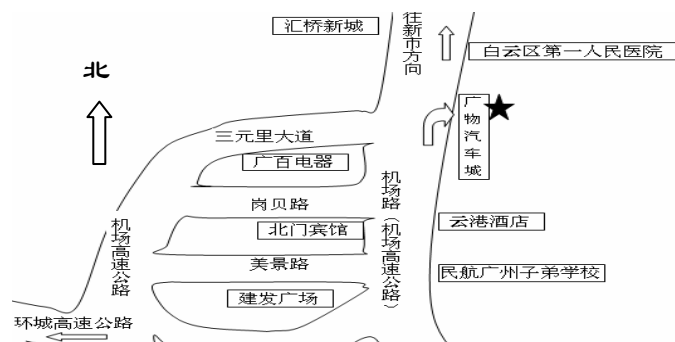 汇桥新城
往新市方向
白云区第一人民医院
北
广物汽车城
三元里大道
广百电器
机场路（机场高速公路）
岗贝路
云港酒店
机场高速公路
北门宾馆
美景路
民航广州子弟学校
建发广场
环城高速公路